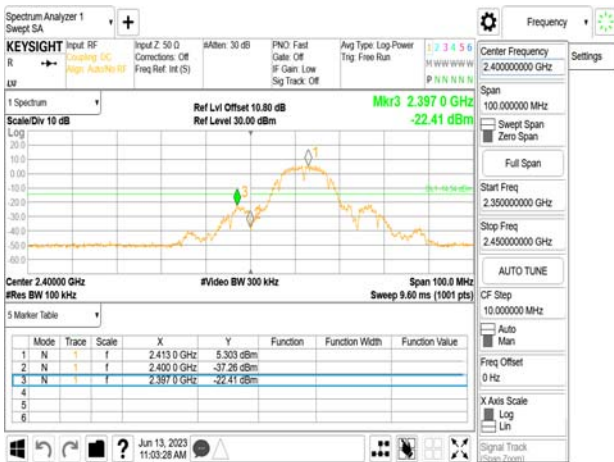 Spectrum Analyzer 1
Swept SA
Frequency
KEYSIGHT
R
Input: RF
Coupling: DC
Align: Auto/No RF
Input Z: 50 Ω
Corrections: Off
Freq Ref: Int (S)
#Atten: 30 dB
PNO: Fast
Gate: Off
IF Gain: Low
Sig Track: Off
Avg Type: Log-Power
Trig: Free Run
1 2 3 4 5 6
M W W W W W
P N N N N N
1 Spectrum
Scale/Div 10 dB
Ref Lvl Offset 10.80 dB
Ref Level 30.00 dBm
Mkr3 2.397 0 GHz
-22.41 dBm
Log
20.0
10.0
0.00
-10.0
-20.0
-30.0
-40.0
-50.0
-60.0
1
2
3
Center 2.40000 GHz
#Res BW 100 kHz
#Video BW 300 kHz
Span 100.0 MHz
Sweep 9.60 ms (1001 pts)
5 Marker Table
Mode Trace Scale X Y Function Function Width Function Value
1 N 1 f 2.413 0 GHz 5.303 dBm
2 N 1 f 2.400 0 GHz -37.26 dBm
3 N 1 f 2.397 0 GHz -22.41 dBm
4
5
6
Jun 13, 2023
11:03:28 AM
Center Frequency
2.400000000 GHz
Settings
Span
100.000000 MHz
Swept Span
Zero Span
Full Span
Start Freq
2.350000000 GHz
Stop Freq
2.450000000 GHz
AUTO TUNE
CF Step
10.000000 MHz
Auto
Man
Freq Offset
0 Hz
X Axis Scale
Log
Lin
Signal Track
(Span Zoom)